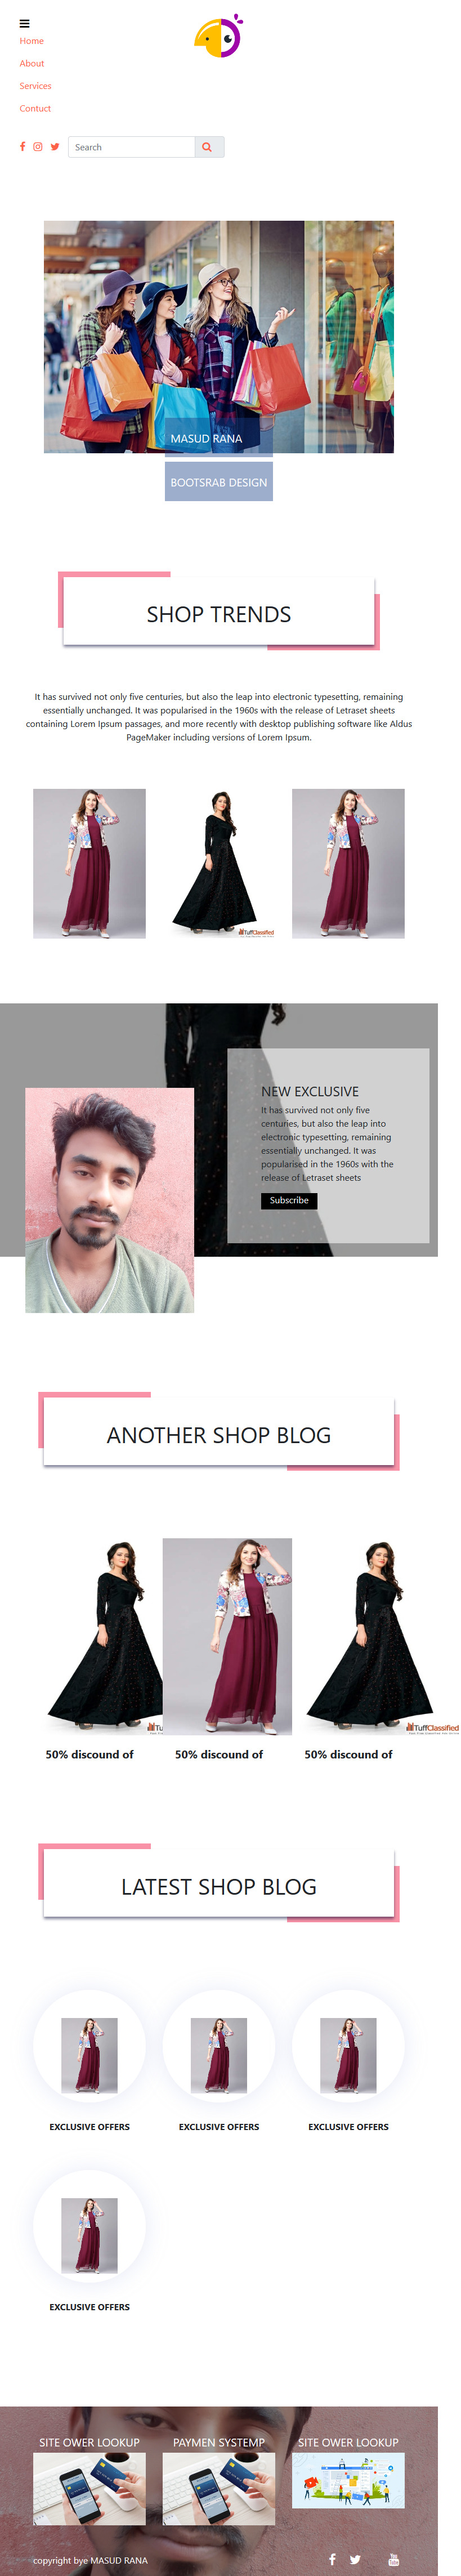 Home
About
Services
Contuct
Search
MASUD RANA
BOOTSRAB DESIGN
SHOP TRENDS
It has survived not only five centuries, but also the leap into electronic typesetting, remaining
essentially unchanged. It was popularised in the 1960s with the release of Letraset sheets
containing Lorem Ipsum passages, and more recently with desktop publishing software like Aldus
PageMaker including versions of Lorem Ipsum.
TuffClassified
NEW EXCLUSIVE
It has survived not only five
centuries, but also the leap into
electronic typesetting, remaining
essentially unchanged. It was
popularised in the 1960s with the
release of Letraset sheets
Subscribe
ANOTHER SHOP BLOG
Tu
TuffClassified
50% discound of
50% discound of
50% discound of
LATEST SHOP BLOG
EXCLUSIVE OFFERS
EXCLUSIVE OFFERS
EXCLUSIVE OFFERS
EXCLUSIVE OFFERS
SITE OWER LOOKUP
PAYMEN SYSTEMP
SITE OWER LOOKUP
copyright bye MASUD RANA
You